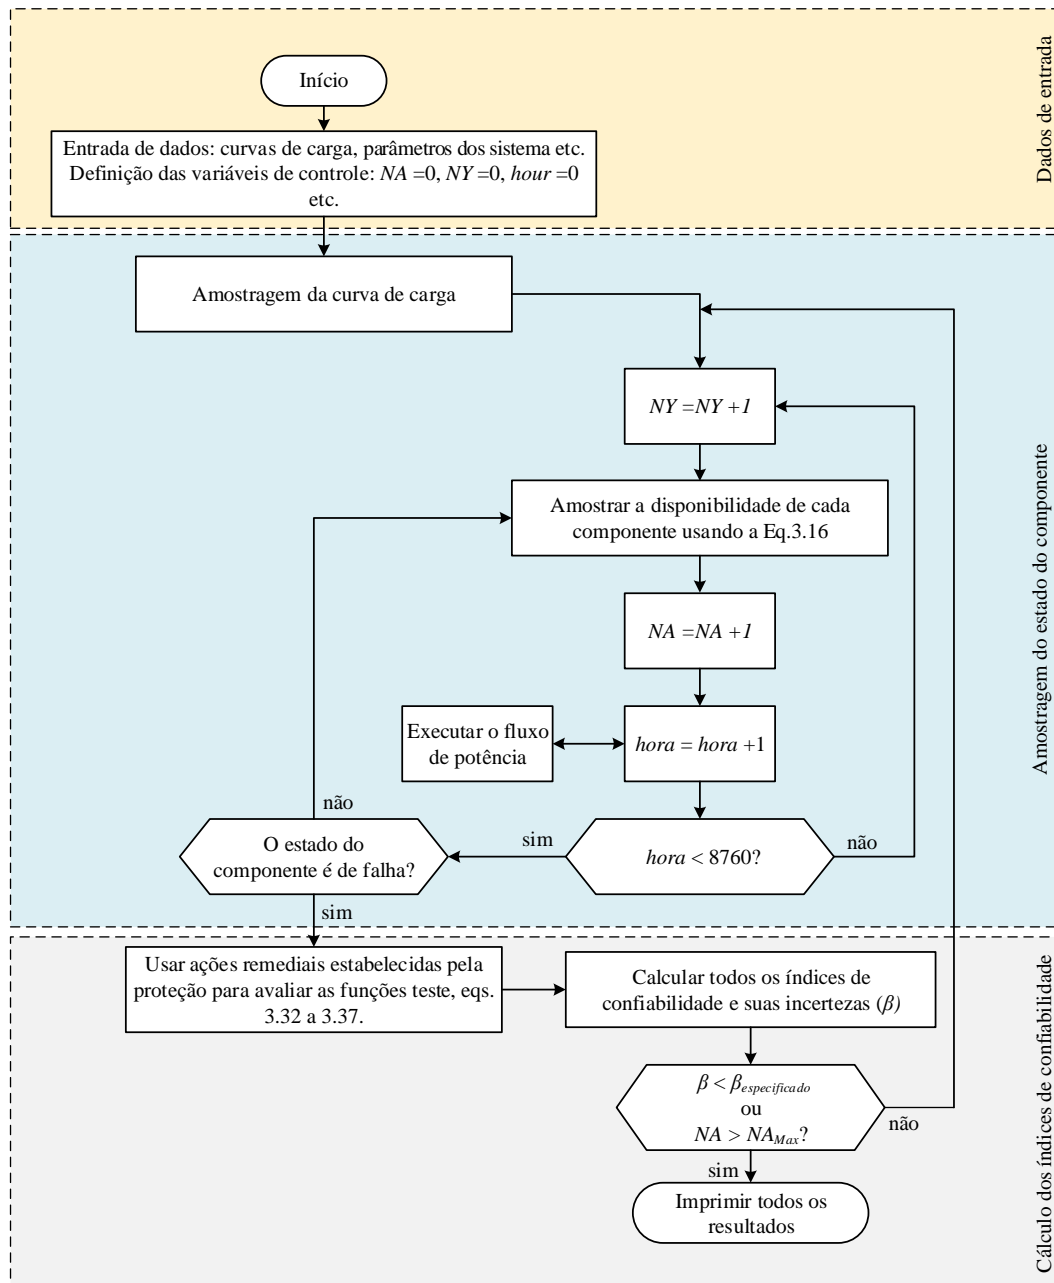 Dados de entrada
Início
Entrada de dados: curvas de carga, parâmetros dos sistema etc.
Definição das variáveis de controle: NA =0, NY =0, hour =0
etc.
Amostragem do estado do componente
Amostragem da curva de carga
NY =NY +1
Amostrar a disponibilidade de cada
componente usando a Eq.3.16
NA =NA +1
Executar o fluxo
de potência
hora = hora +1
não
O estado do
componente é de falha?
sim
hora < 8760?
não
sim
Cálculo dos índices de confiabilidade
Usar ações remediais estabelecidas pela
proteção para avaliar as funções teste, eqs.
3.32 a 3.37.
Calcular todos os índices de
confiabilidade e suas incertezas (β)
β < βespecificado
ou
NA > NAMax?
não
sim
Imprimir todos os
resultados